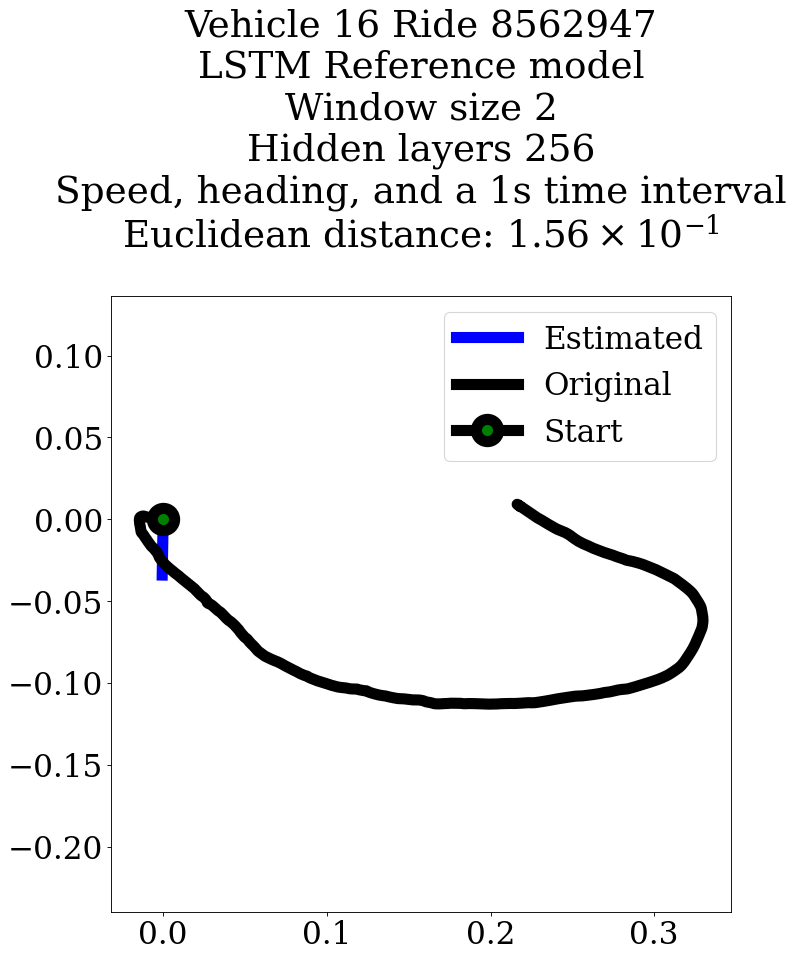 Vehicle 16 Ride 8562947
LSTM Reference model
Window size 2
Hidden layers 256
Speed, heading, and a 1s time interval
Euclidean distance: 1.56 × 10⁻¹
Estimated
Original
Start
0.10
0.05
0.00
−0.05
−0.10
−0.15
−0.20
0.0 0.1 0.2 0.3